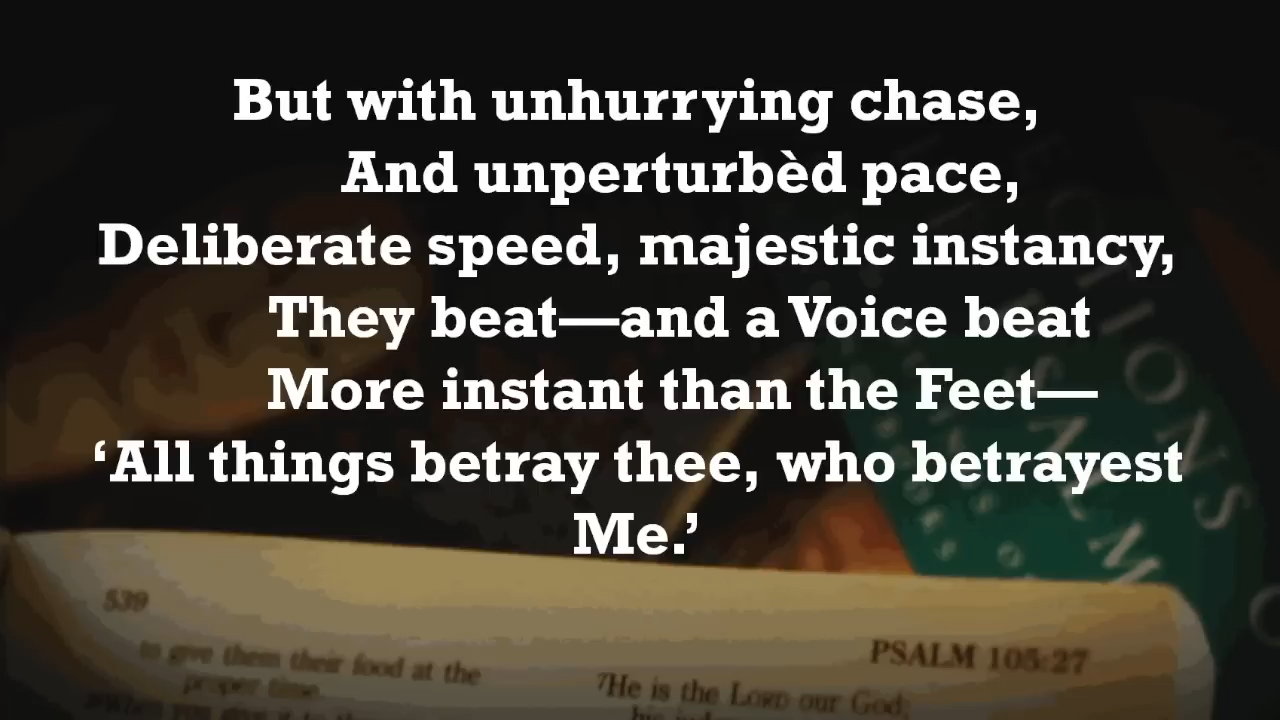 But with unhurrying chase,
And unperturbèd pace,
Deliberate speed, majestic instancy,
They beat—and a Voice beat
More instant than the Feet—
‘All things betray thee, who betrayest
Me.’
539
PSALM 105:27
to give them their food at the
proper time.
7He is the LORD our God;